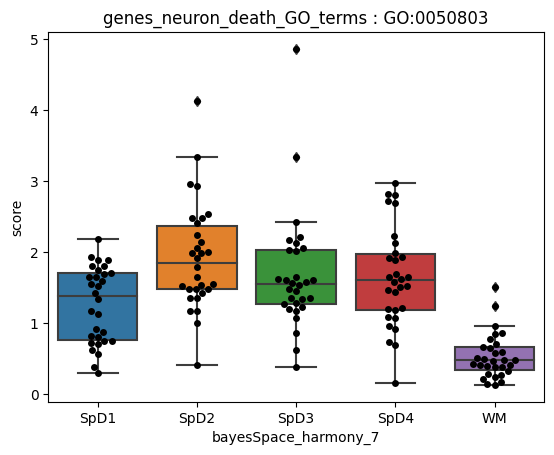 genes_neuron_death_GO_terms : GO:0050803
score
5
4
3
2
1
0
SpD1 SpD2 SpD3 SpD4 WM
bayesSpace_harmony_7